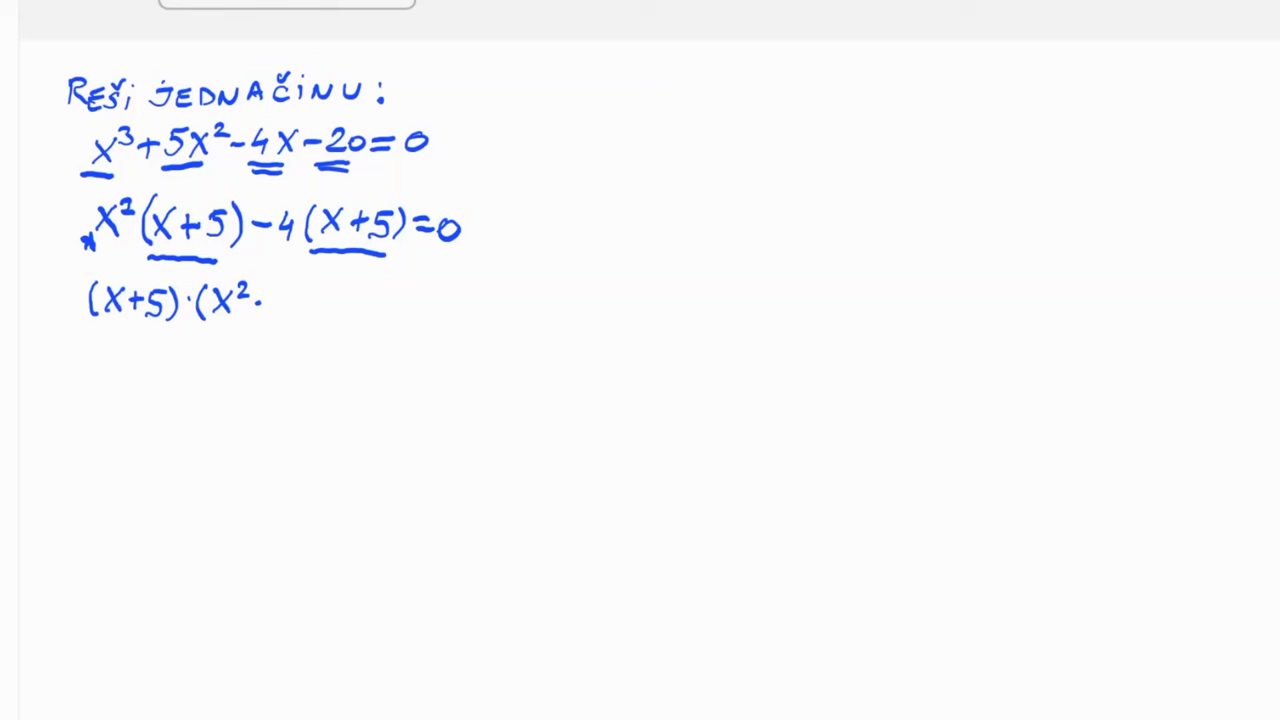 REŠI JEDNAČINU:
x³+5x²-4x-20=0
x²(x+5)-4(x+5)=0
(x+5)·(x²-